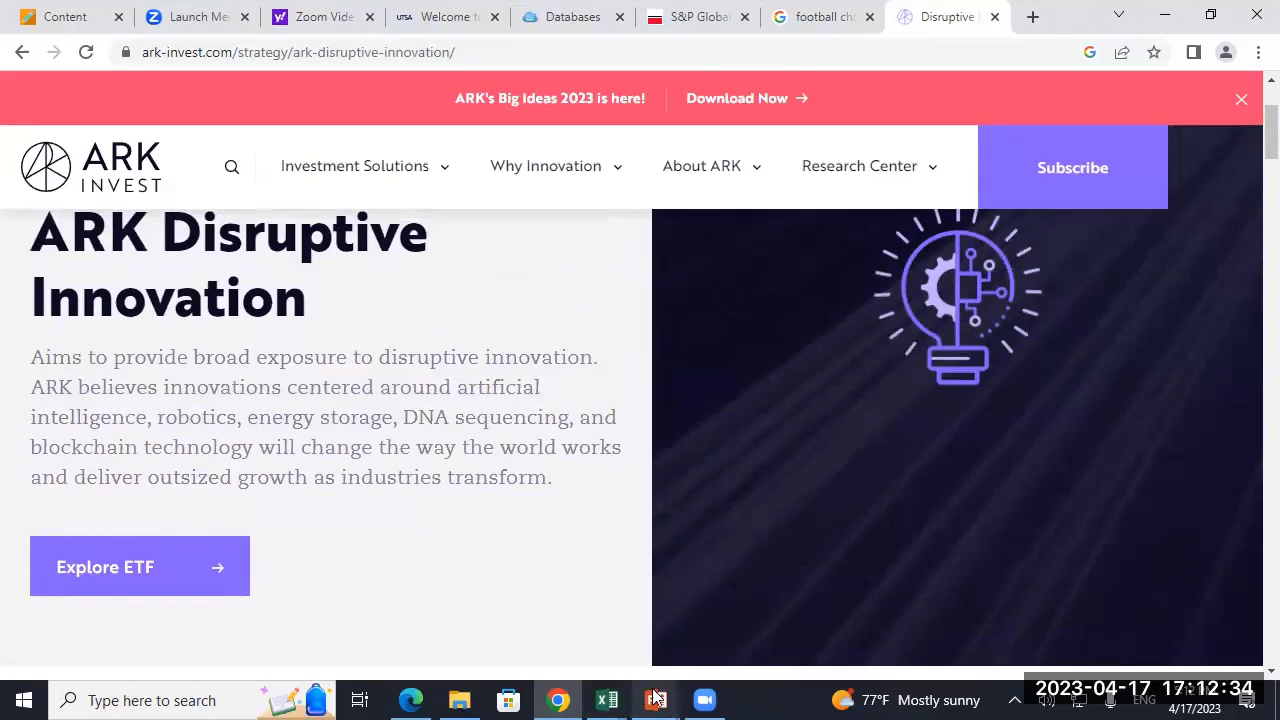 Content
Launch Me
Zoom Vide
UTSA Welcome t
Databases
S&P Global
football cha
Disruptive
ark-invest.com/strategy/ark-disruptive-innovation/
ARK's Big Ideas 2023 is here! Download Now →
ARK INVEST
Investment Solutions Why Innovation About ARK Research Center Subscribe
ARK Disruptive
Innovation
Aims to provide broad exposure to disruptive innovation.
ARK believes innovations centered around artificial
intelligence, robotics, energy storage, DNA sequencing, and
blockchain technology will change the way the world works
and deliver outsized growth as industries transform.
Explore ETF →
Type here to search
77°F Mostly sunny
ENG
2023-04-17 17:12:34
4/17/2023